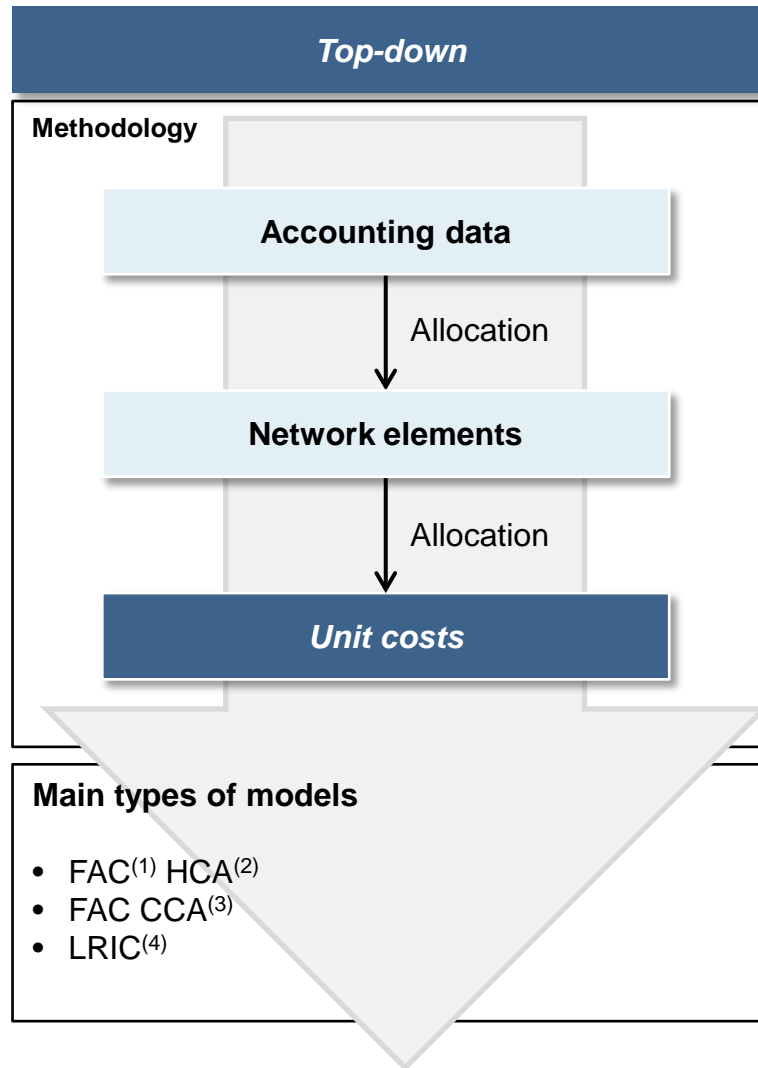 Top-down
Methodology
Accounting data
Allocation
Network elements
Allocation
Unit costs
Main types of models
• FAC(1) HCA(2)
• FAC CCA(3)
• LRIC(4)